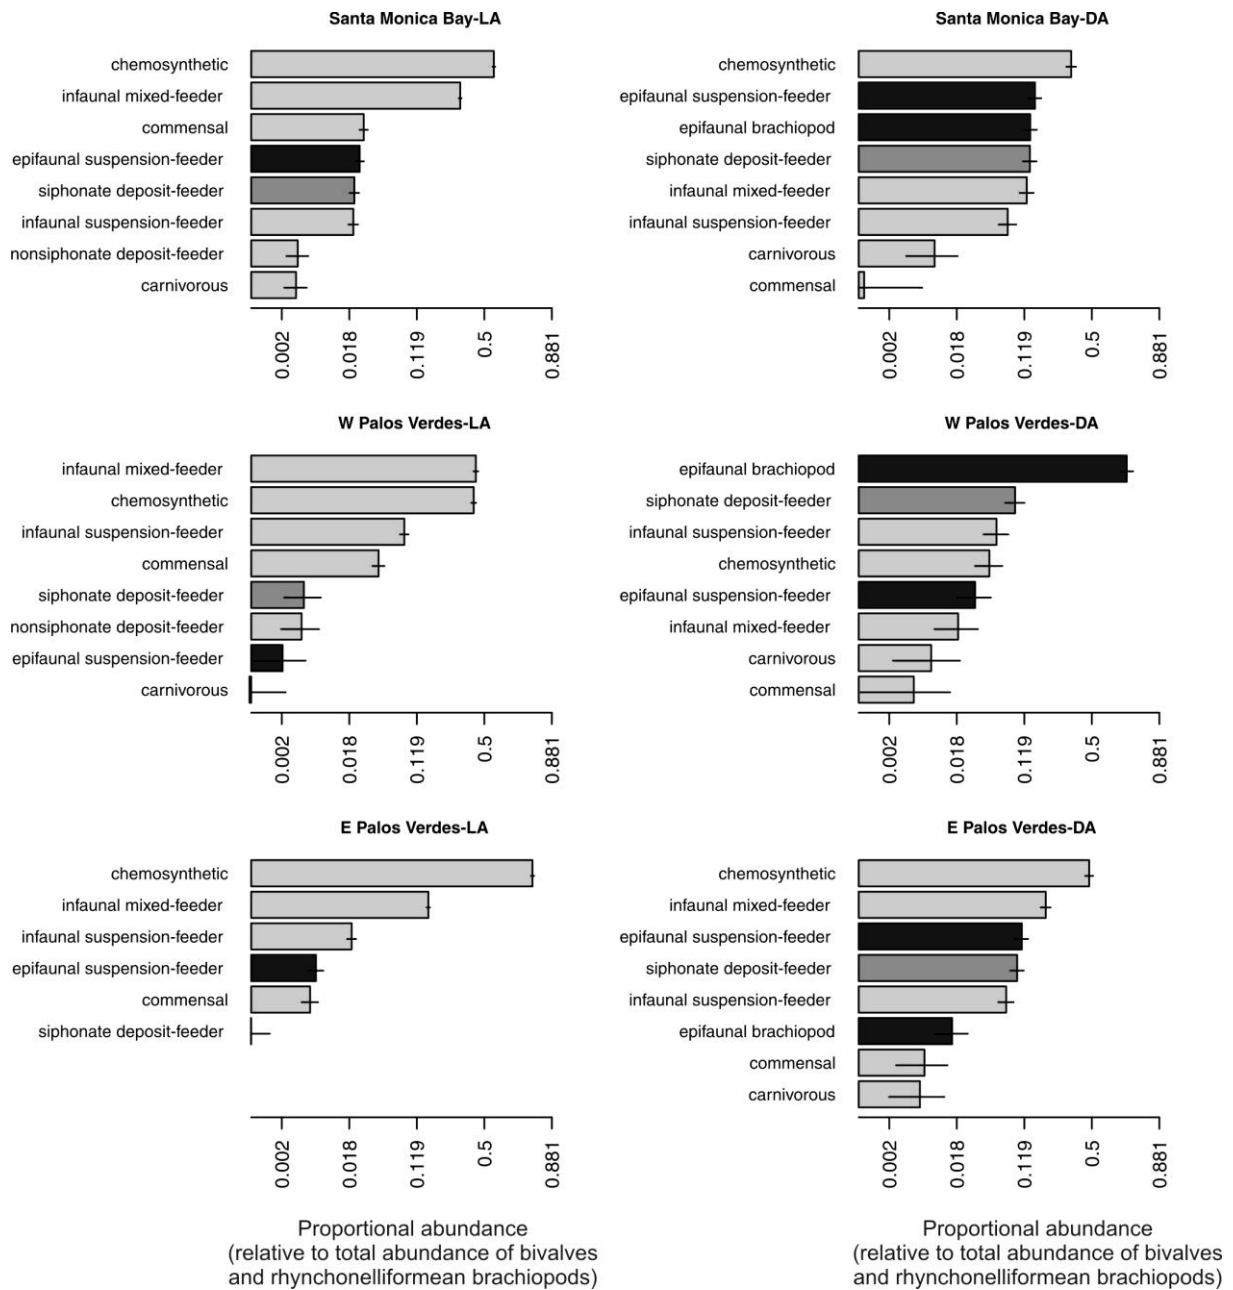 Santa Monica Bay-LA
chemosynthetic
infaunal mixed-feeder
commensal
epifaunal suspension-feeder
siphonate deposit-feeder
infaunal suspension-feeder
nonsiphonate deposit-feeder
carnivorous
0.002
0.018
0.119
0.5
0.881
Santa Monica Bay-DA
chemosynthetic
epifaunal suspension-feeder
epifaunal brachiopod
siphonate deposit-feeder
infaunal mixed-feeder
infaunal suspension-feeder
carnivorous
commensal
0.002
0.018
0.119
0.5
0.881
W Palos Verdes-LA
infaunal mixed-feeder
chemosynthetic
infaunal suspension-feeder
commensal
siphonate deposit-feeder
nonsiphonate deposit-feeder
epifaunal suspension-feeder
carnivorous
0.002
0.018
0.119
0.5
0.881
W Palos Verdes-DA
epifaunal brachiopod
siphonate deposit-feeder
infaunal suspension-feeder
chemosynthetic
epifaunal suspension-feeder
infaunal mixed-feeder
carnivorous
commensal
0.002
0.018
0.119
0.5
0.881
E Palos Verdes-LA
chemosynthetic
infaunal mixed-feeder
infaunal suspension-feeder
epifaunal suspension-feeder
commensal
siphonate deposit-feeder
0.002
0.018
0.119
0.5
0.881
Proportional abundance
(relative to total abundance of bivalves
and rhynchonelliformean brachiopods)
E Palos Verdes-DA
chemosynthetic
infaunal mixed-feeder
epifaunal suspension-feeder
siphonate deposit-feeder
infaunal suspension-feeder
epifaunal brachiopod
commensal
carnivorous
0.002
0.018
0.119
0.5
0.881
Proportional abundance
(relative to total abundance of bivalves
and rhynchonelliformean brachiopods)